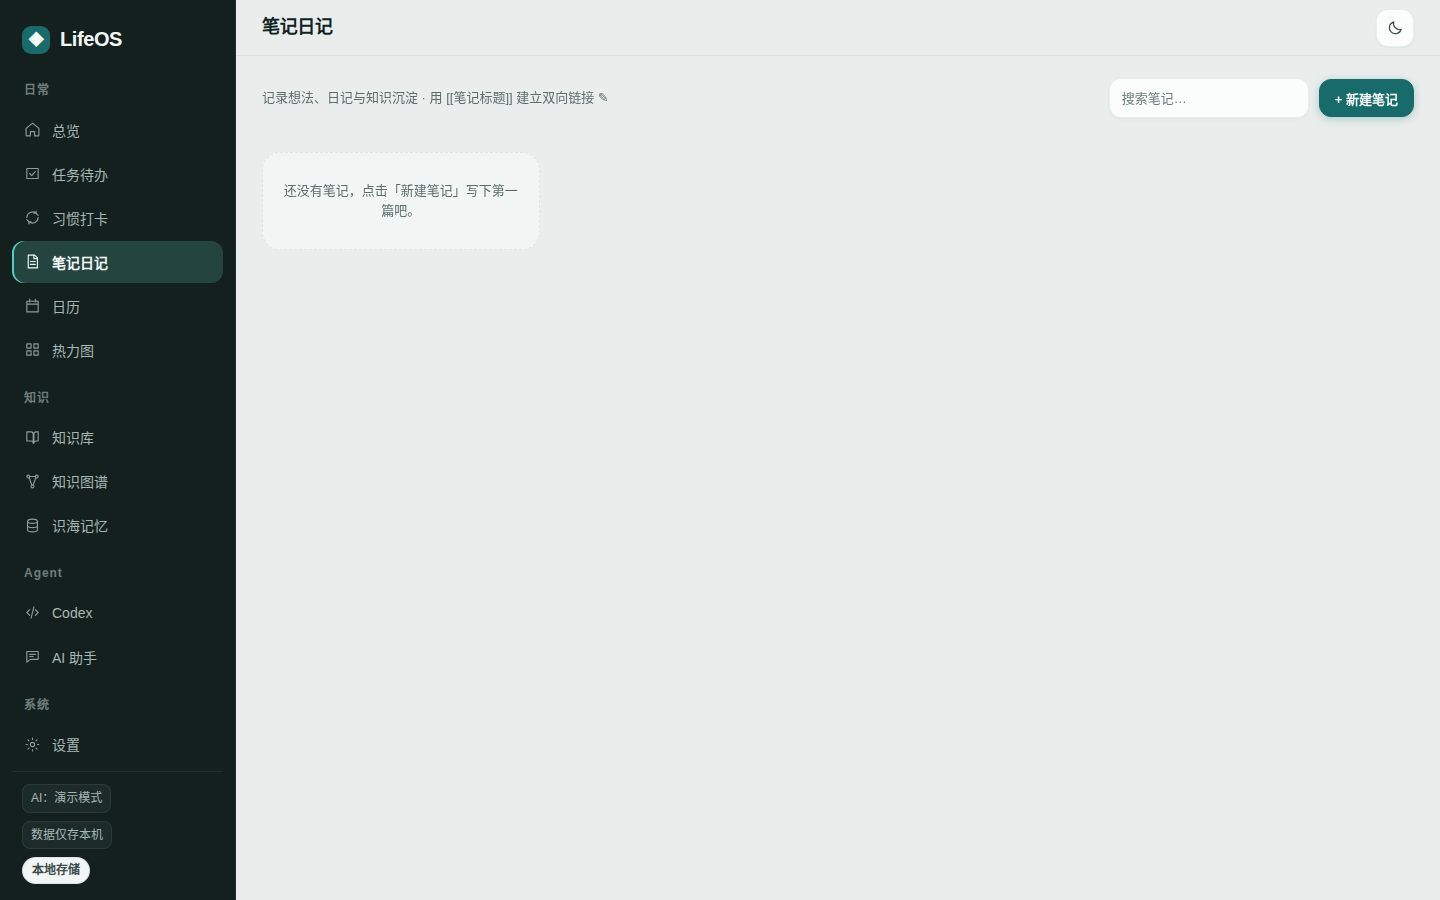 LifeOS
日常
总览
任务待办
习惯打卡
笔记日记
日历
热力图
知识
知识库
知识图谱
识海记忆
Agent
Codex
AI 助手
系统
设置
AI：演示模式
数据仅存本机
本地存储
笔记日记
记录想法、日记与知识沉淀 · 用 [[笔记标题]] 建立双向链接 ✎
搜索笔记…
+ 新建笔记
还没有笔记，点击「新建笔记」写下第一
篇吧。